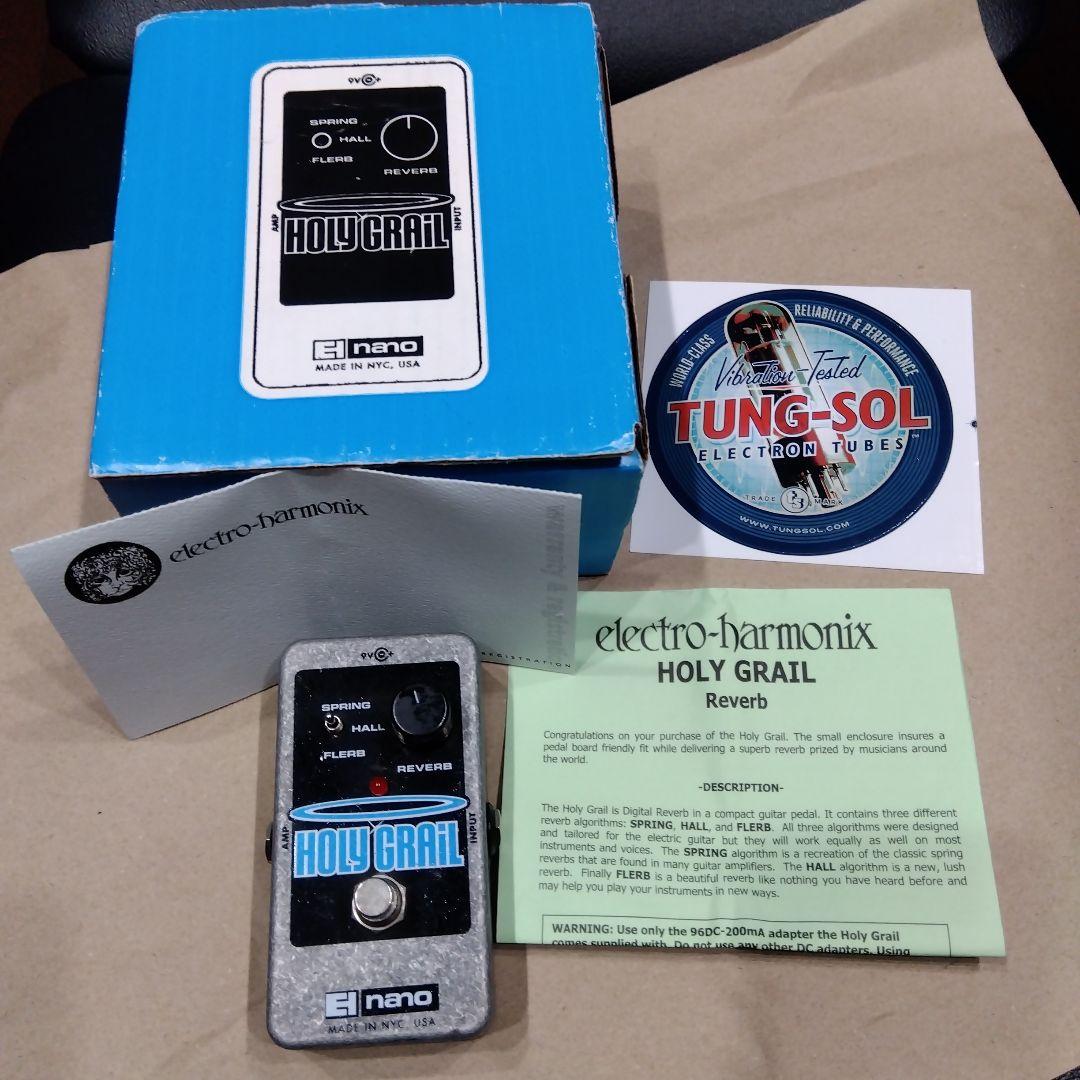 9V +
SPRING
HALL
FLERB
REVERB
AMP
INPUT
HOLY GRAiL
EH nano
MADE IN NYC, USA
WORLD-CLASS
RELIABILITY & PERFORMANCE
Vibration-Tested
TUNG-SOL
ELECTRON TUBES™
TRADE MARK
WWW.TUNGSOL.COM
electro-harmonix
REGISTRATION
9V +
SPRING
HALL
FLERB
REVERB
AMP
INPUT
HOLY GRAiL
EH nano
MADE IN NYC, USA
electro-harmonix
HOLY GRAIL
Reverb
Congratulations on your purchase of the Holy Grail. The small enclosure insures a
pedal board friendly fit while delivering a superb reverb prized by musicians around
the world.
-DESCRIPTION-
The Holy Grail is Digital Reverb in a compact guitar pedal. It contains three different
reverb algorithms: SPRING, HALL, and FLERB. All three algorithms were designed
and tailored for the electric guitar but they will work equally as well on most
instruments and voices. The SPRING algorithm is a recreation of the classic spring
reverbs that are found in many guitar amplifiers. The HALL algorithm is a new, lush
reverb. Finally FLERB is a beautiful reverb like nothing you have heard before and
may help you play your instruments in new ways.
WARNING: Use only the 96DC-200mA adapter the Holy Grail
comes supplied with. Do not use any other DC adapters. Using